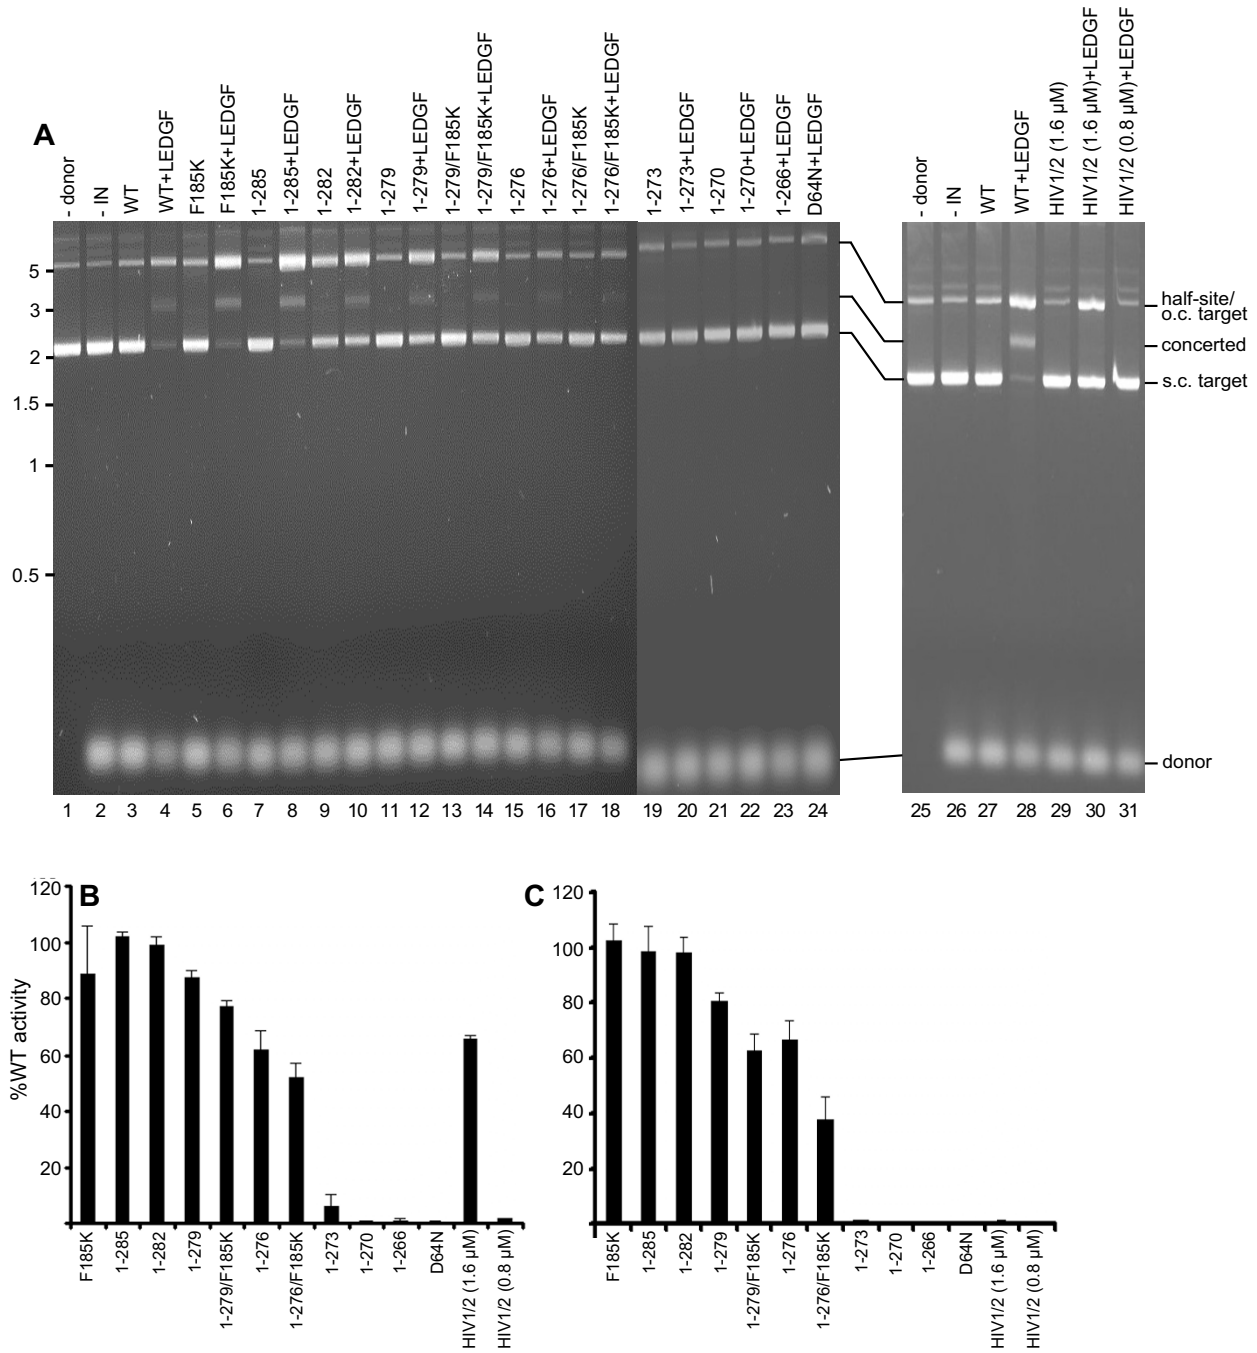 A
- donor
- IN
WT
WT+LEDGF
F185K
F185K+LEDGF
1-285
1-285+LEDGF
1-282
1-282+LEDGF
1-279
1-279+LEDGF
1-279/F185K
1-279/F185K+LEDGF
1-276
1-276+LEDGF
1-276/F185K
1-276/F185K+LEDGF
1-273
1-273+LEDGF
1-270
1-270+LEDGF
1-266+LEDGF
D64N+LEDGF
- donor
- IN
WT
WT+LEDGF
HIV1/2 (1.6 µM)
HIV1/2 (1.6 µM)+LEDGF
HIV1/2 (0.8 µM)+LEDGF
5
3
2
1.5
1
0.5
half-site/
o.c. target
concerted
s.c. target
donor
1 2 3 4 5 6 7 8 9 10 11 12 13 14 15 16 17 18 19 20 21 22 23 24 25 26 27 28 29 30 31
B
%WT activity
120
100
80
60
40
20
F185K
1-285
1-282
1-279
1-279/F185K
1-276
1-276/F185K
1-273
1-270
1-266
D64N
HIV1/2 (1.6 µM)
HIV1/2 (0.8 µM)
C
120
100
80
60
40
20
F185K
1-285
1-282
1-279
1-279/F185K
1-276
1-276/F185K
1-273
1-270
1-266
D64N
HIV1/2 (1.6 µM)
HIV1/2 (0.8 µM)